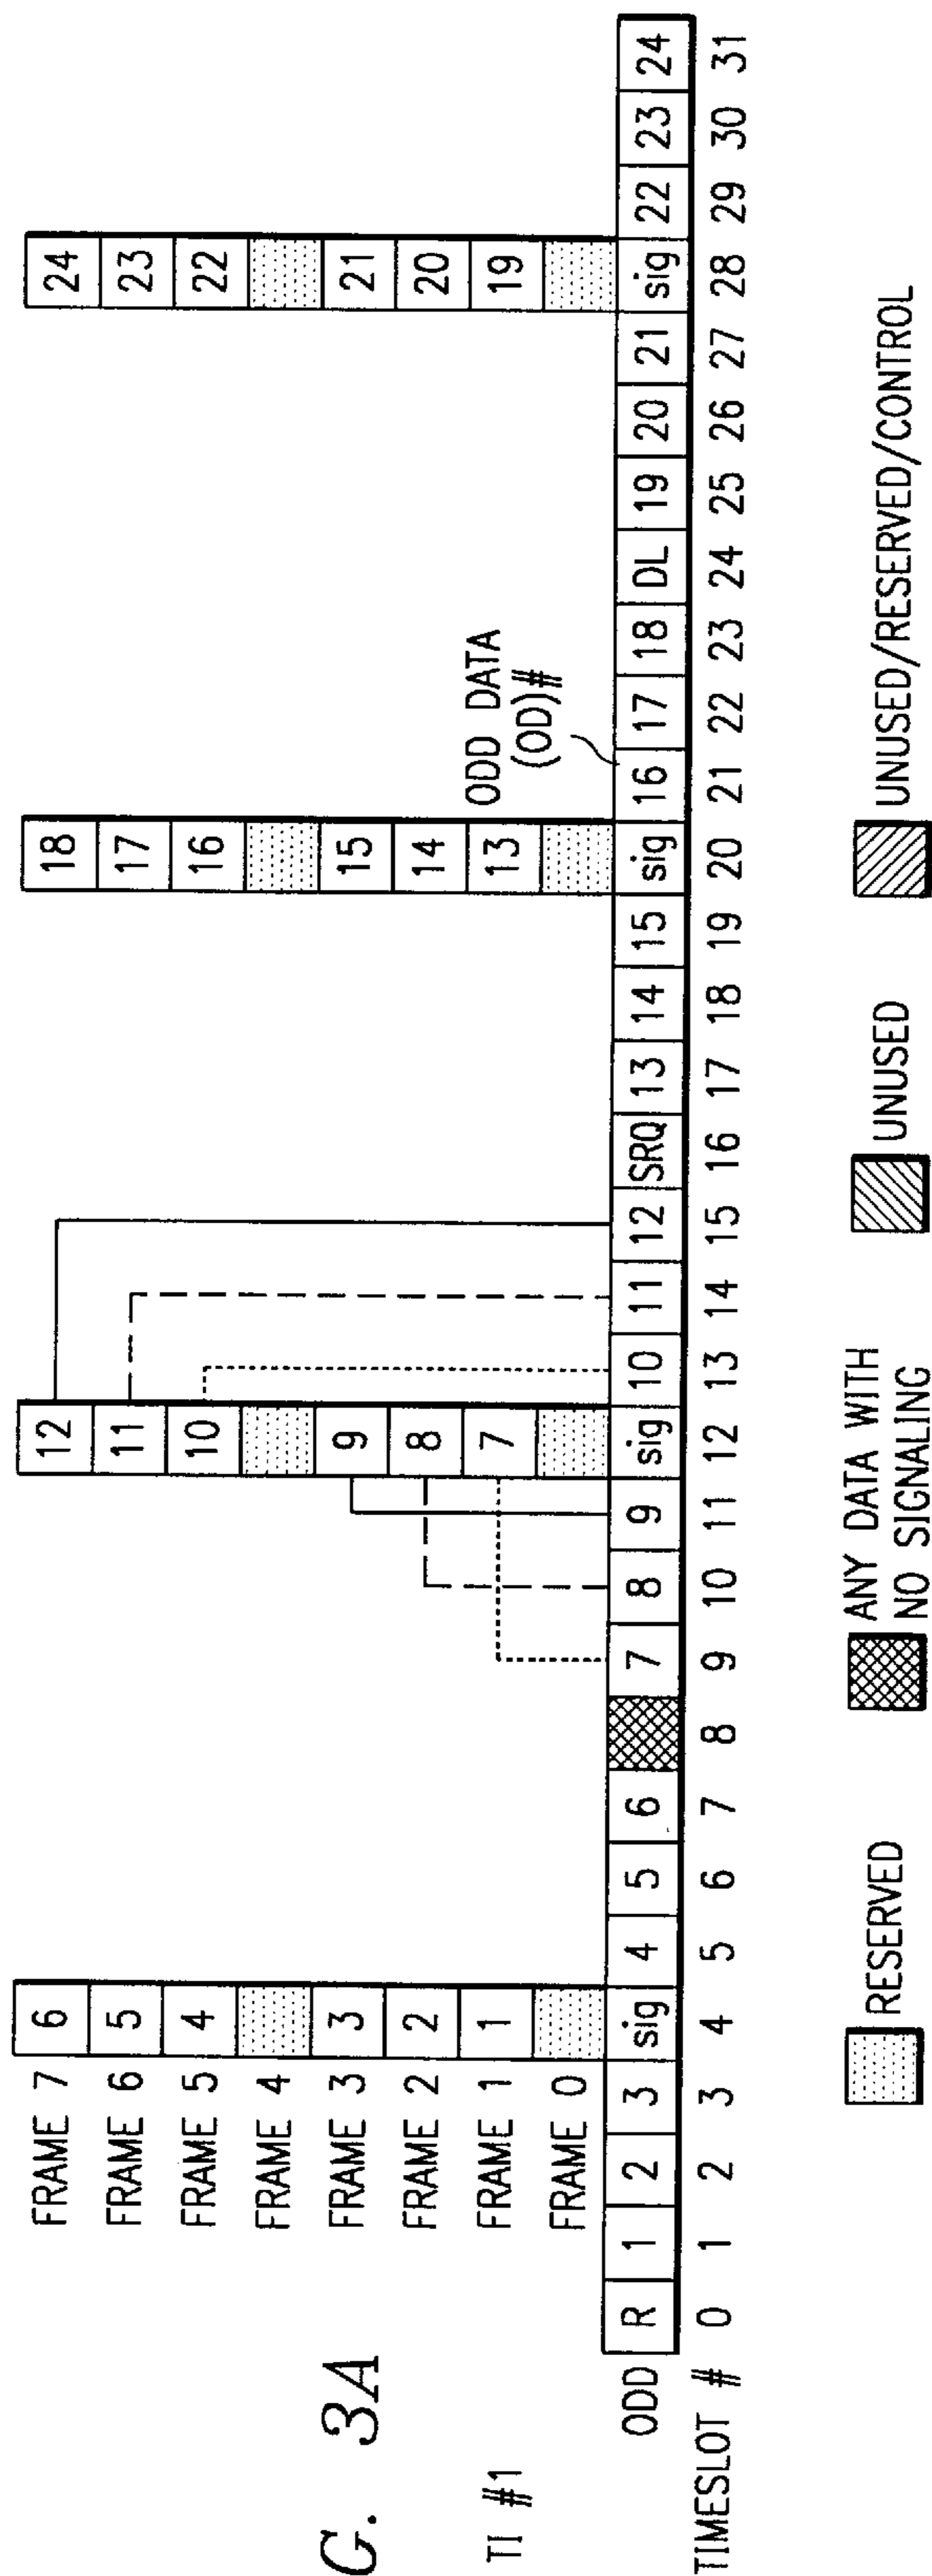 G. 3A
TI #1
FRAME 7 6 12 18 24
FRAME 6 5 11 17 23
FRAME 5 4 10 16 22
FRAME 4
FRAME 3 3 9 15 21
FRAME 2 2 8 14 20
FRAME 1 1 7 13 19
FRAME 0
ODD DATA
(OD)#
ODD R 1 2 3 sig 4 5 6 7 8 9 sig 10 11 12 SRQ 13 14 15 sig 16 17 18 DL 19 20 21 sig 22 23 24
TIMESLOT # 0 1 2 3 4 5 6 7 8 9 10 11 12 13 14 15 16 17 18 19 20 21 22 23 24 25 26 27 28 29 30 31
RESERVED
ANY DATA WITH
NO SIGNALING
UNUSED
UNUSED/RESERVED/CONTROL